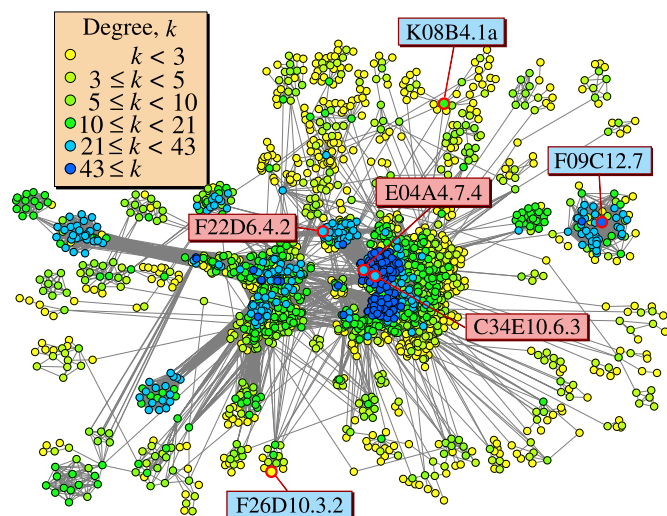 Degree, k
k < 3
3 ≤ k < 5
5 ≤ k < 10
10 ≤ k < 21
21 ≤ k < 43
43 ≤ k
K08B4.1a
F09C12.7
E04A4.7.4
F22D6.4.2
C34E10.6.3
F26D10.3.2